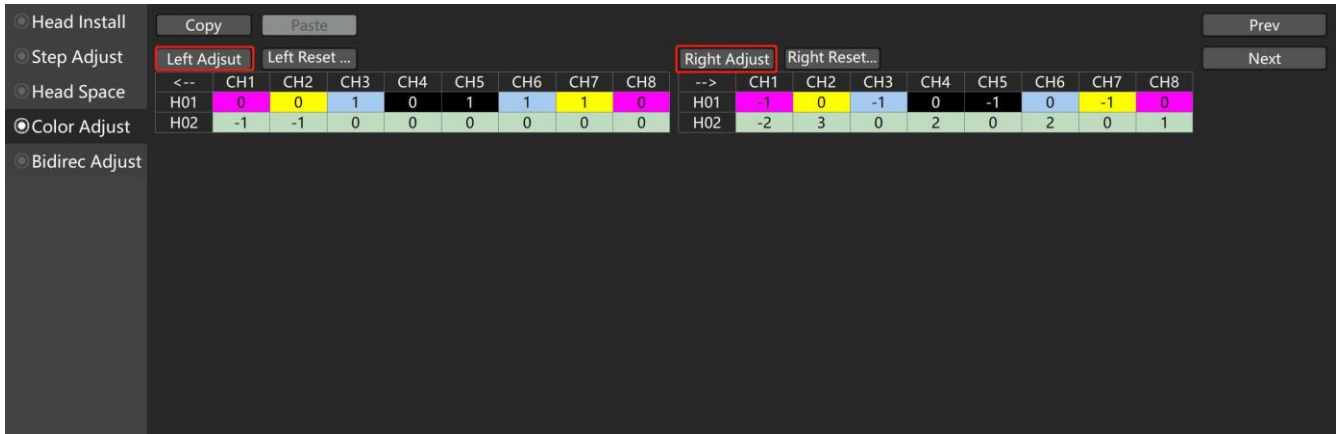 Head Install
Step Adjust
Head Space
Color Adjust
Bidirec Adjust
Copy Paste
Prev
Left Adjsut Left Reset ...
Right Adjust Right Reset...
Next
<-- CH1 CH2 CH3 CH4 CH5 CH6 CH7 CH8
H01 0 0 1 0 1 1 1 0
H02 -1 -1 0 0 0 0 0 0
--> CH1 CH2 CH3 CH4 CH5 CH6 CH7 CH8
H01 -1 0 -1 0 -1 0 -1 0
H02 -2 3 0 2 0 2 0 1